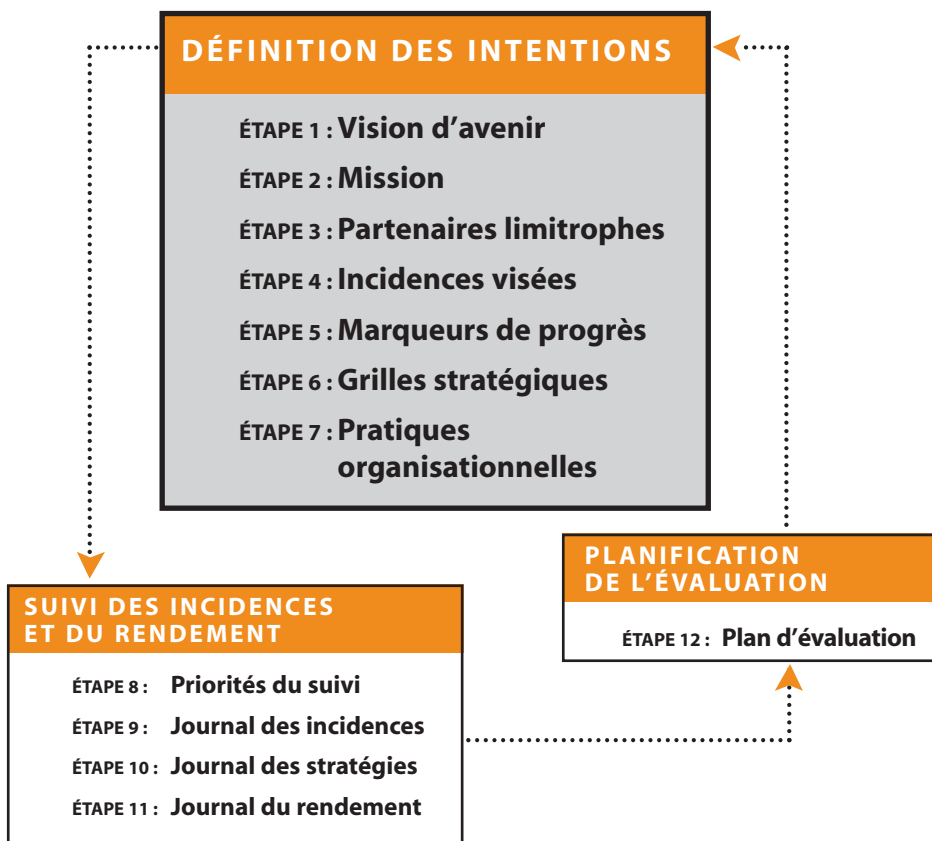 DÉFINITION DES INTENTIONS
ÉTAPE 1 : Vision d’avenir
ÉTAPE 2 : Mission
ÉTAPE 3 : Partenaires limitrophes
ÉTAPE 4 : Incidences visées
ÉTAPE 5 : Marqueurs de progrès
ÉTAPE 6 : Grilles stratégiques
ÉTAPE 7 : Pratiques
organisationnelles
SUIVI DES INCIDENCES
ET DU RENDEMENT
ÉTAPE 8 : Priorités du suivi
ÉTAPE 9 : Journal des incidences
ÉTAPE 10 : Journal des stratégies
ÉTAPE 11 : Journal du rendement
PLANIFICATION
DE L’ÉVALUATION
ÉTAPE 12 : Plan d’évaluation